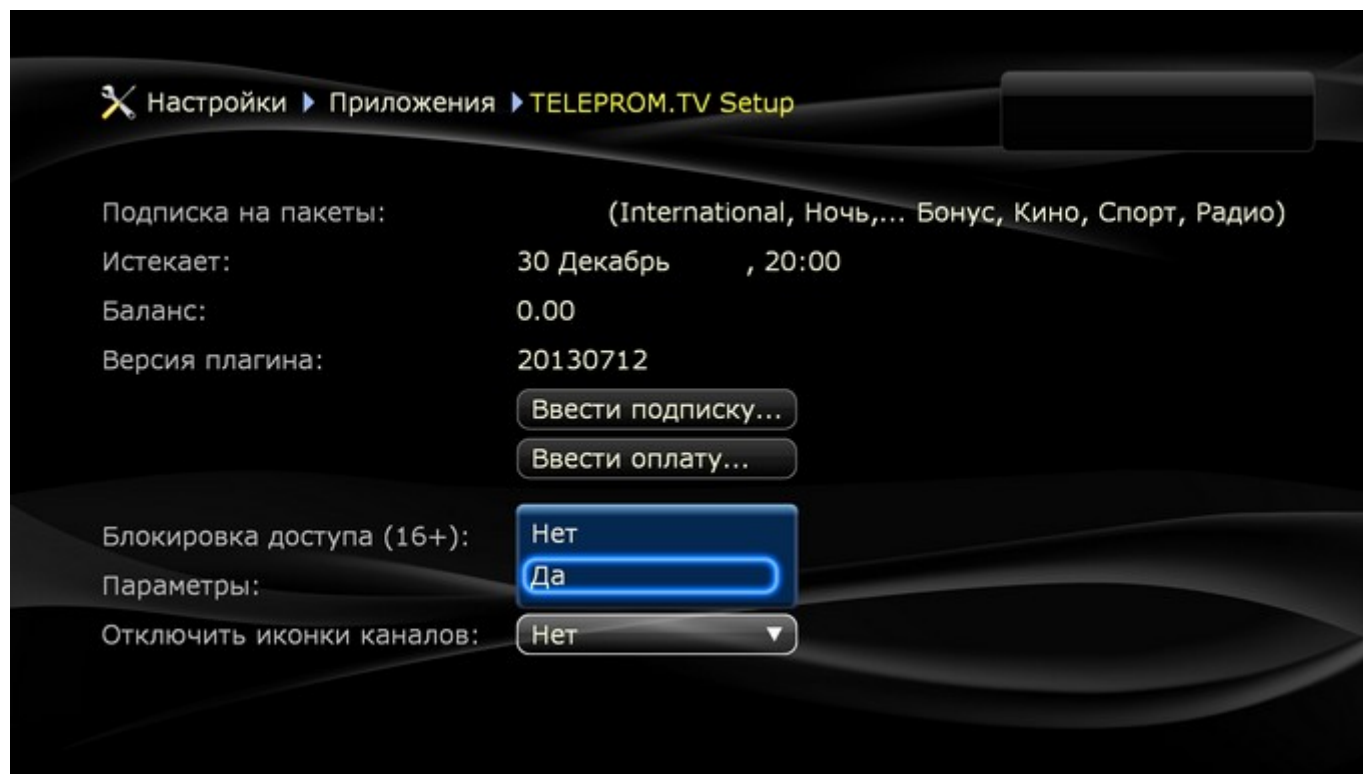 Настройки Приложения TELEPROM.TV Setup
Подписка на пакеты: (International, Ночь,... Бонус, Кино, Спорт, Радио)
Истекает: 30 Декабрь , 20:00
Баланс: 0.00
Версия плагина: 20130712
Ввести подписку...
Ввести оплату...
Блокировка доступа (16+): Нет
Параметры: Да
Отключить иконки каналов: Нет